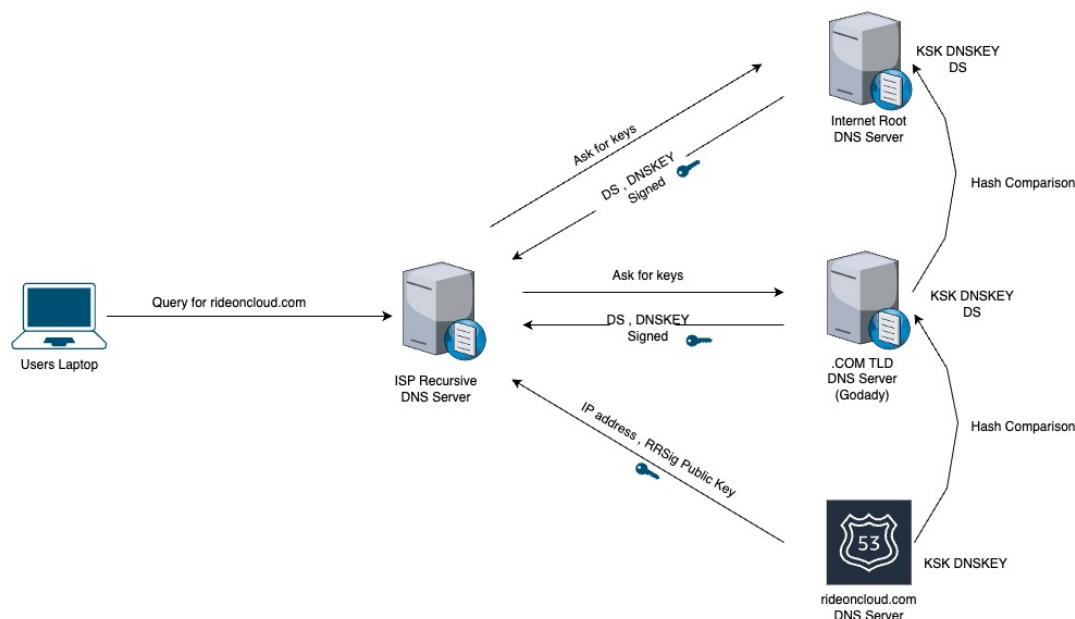 KSK DNSKEY
DS
Internet Root
DNS Server
Ask for keys
DS , DNSKEY
Signed
Hash Comparison
Ask for keys
Query for rideoncloud.com
DS , DNSKEY
Signed
KSK DNSKEY
DS
Users Laptop
ISP Recursive
DNS Server
.COM TLD
DNS Server
(Godady)
IP address , RRSig Public Key
Hash Comparison
53
KSK DNSKEY
rideoncloud.com
DNS Server